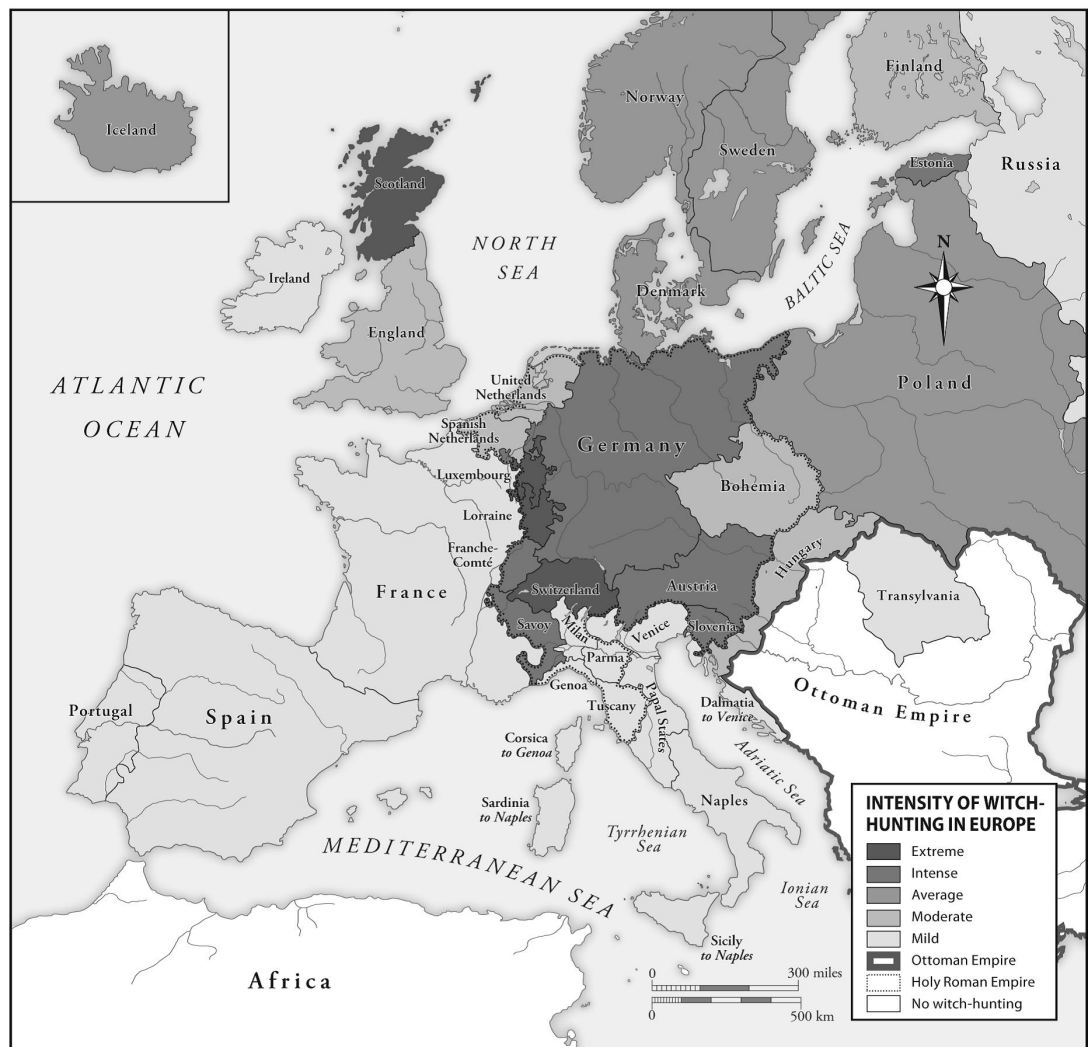 Iceland
Finland
Norway
Sweden
Estonia
Russia
Scotland
NORTH
SEA
Ireland
BALTIC SEA
N
Denmark
England
ATLANTIC
OCEAN
United
Netherlands
Poland
Spanish
Netherlands
Germany
Luxembourg
Bohemia
Lorraine
Franche-
Comté
Hungary
France
Switzerland
Austria
Transylvania
Savoy
Milan
Venice
Slovenia
Parma
Genoa
Ottoman Empire
Portugal
Spain
Tuscany
Papal States
Dalmatia
to Venice
Corsica
to Genoa
Adriatic Sea
Sardinia
to Naples
Naples
Tyrrhenian
Sea
MEDITERRANEAN SEA
Ionian
Sea
Sicily
to Naples
Africa
0
300 miles
0
500 km
INTENSITY OF WITCH-
HUNTING IN EUROPE
Extreme
Intense
Average
Moderate
Mild
Ottoman Empire
Holy Roman Empire
No witch-hunting